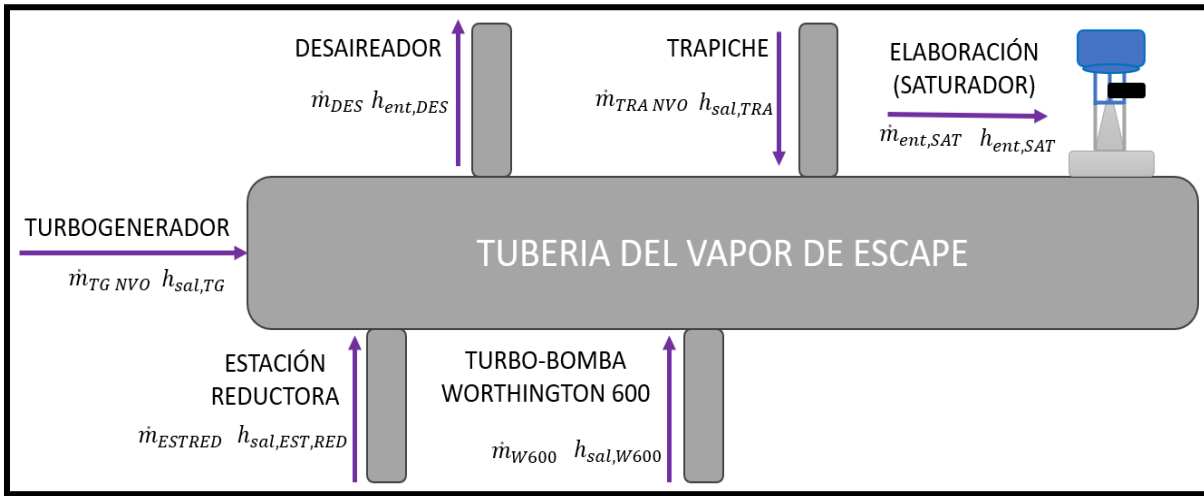 DESAIREADOR
ṁ_DES h_ent,DES
TRAPICHE
ṁ_TRA NVO h_sal,TRA
ELABORACIÓN
(SATURADOR)
ṁ_ent,SAT h_ent,SAT
TURBOGENERADOR
ṁ_TG NVO h_sal,TG
TUBERIA DEL VAPOR DE ESCAPE
ESTACIÓN
REDUCTORA
ṁ_ESTRED h_sal,EST,RED
TURBO-BOMBA
WORTHINGTON 600
ṁ_W600 h_sal,W600